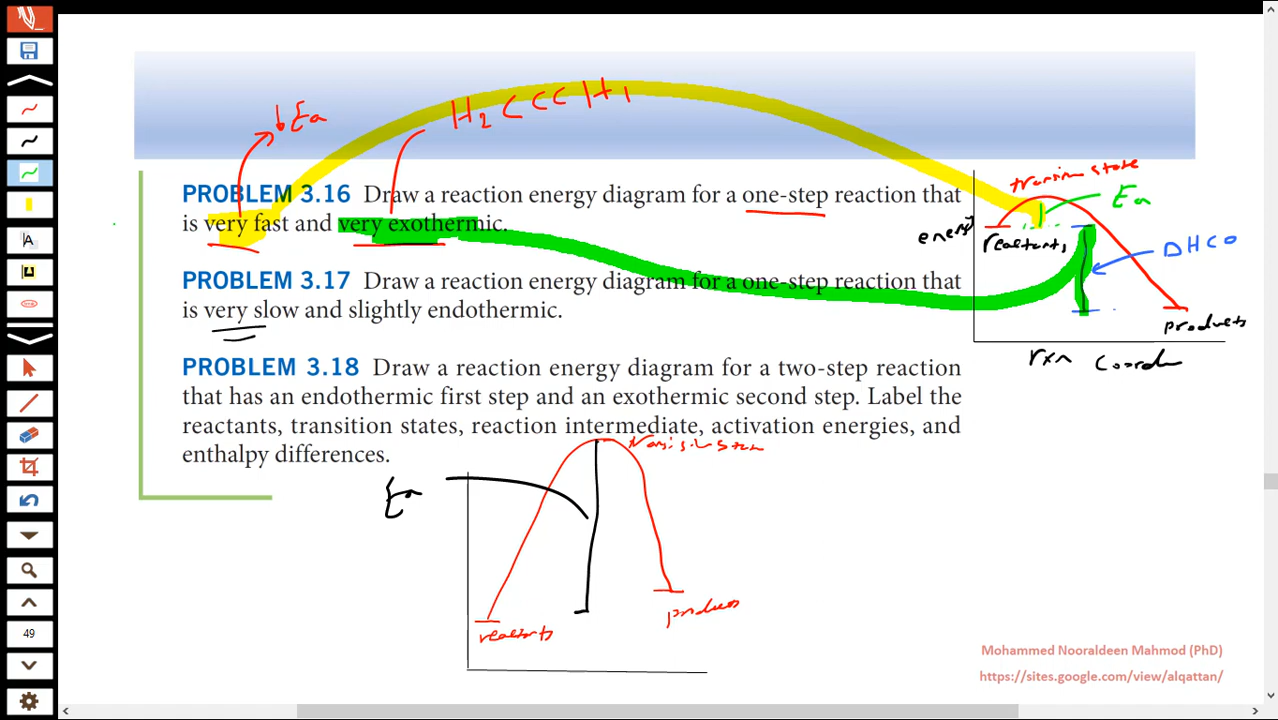 ↓Ea
PROBLEM 3.16 Draw a reaction energy diagram for a one-step reaction that
is very fast and very exothermic.
transition state
Ea
energy
reactants
products
rxn
PROBLEM 3.17 Draw a reaction energy diagram for a one-step reaction that
is very slow and slightly endothermic.
PROBLEM 3.18 Draw a reaction energy diagram for a two-step reaction
that has an endothermic first step and an exothermic second step. Label the
reactants, transition states, reaction intermediate, activation energies, and
enthalpy differences.
Ea
reactants
A
49
Mohammed Nooraldeen Mahmod (PhD)
https://sites.google.com/view/alqattan/